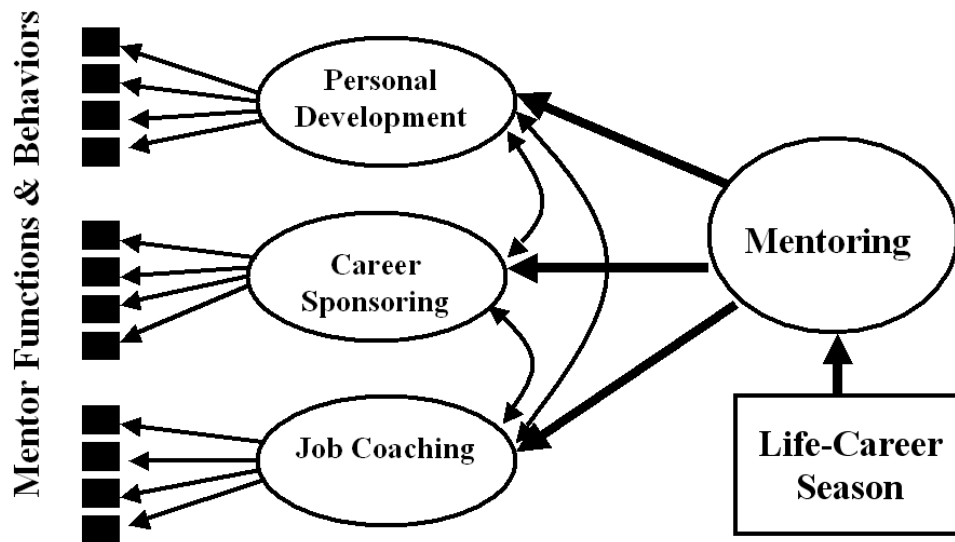 Mentor Functions & Behaviors
Personal
Development
Career
Sponsoring
Job Coaching
Mentoring
Life-Career
Season